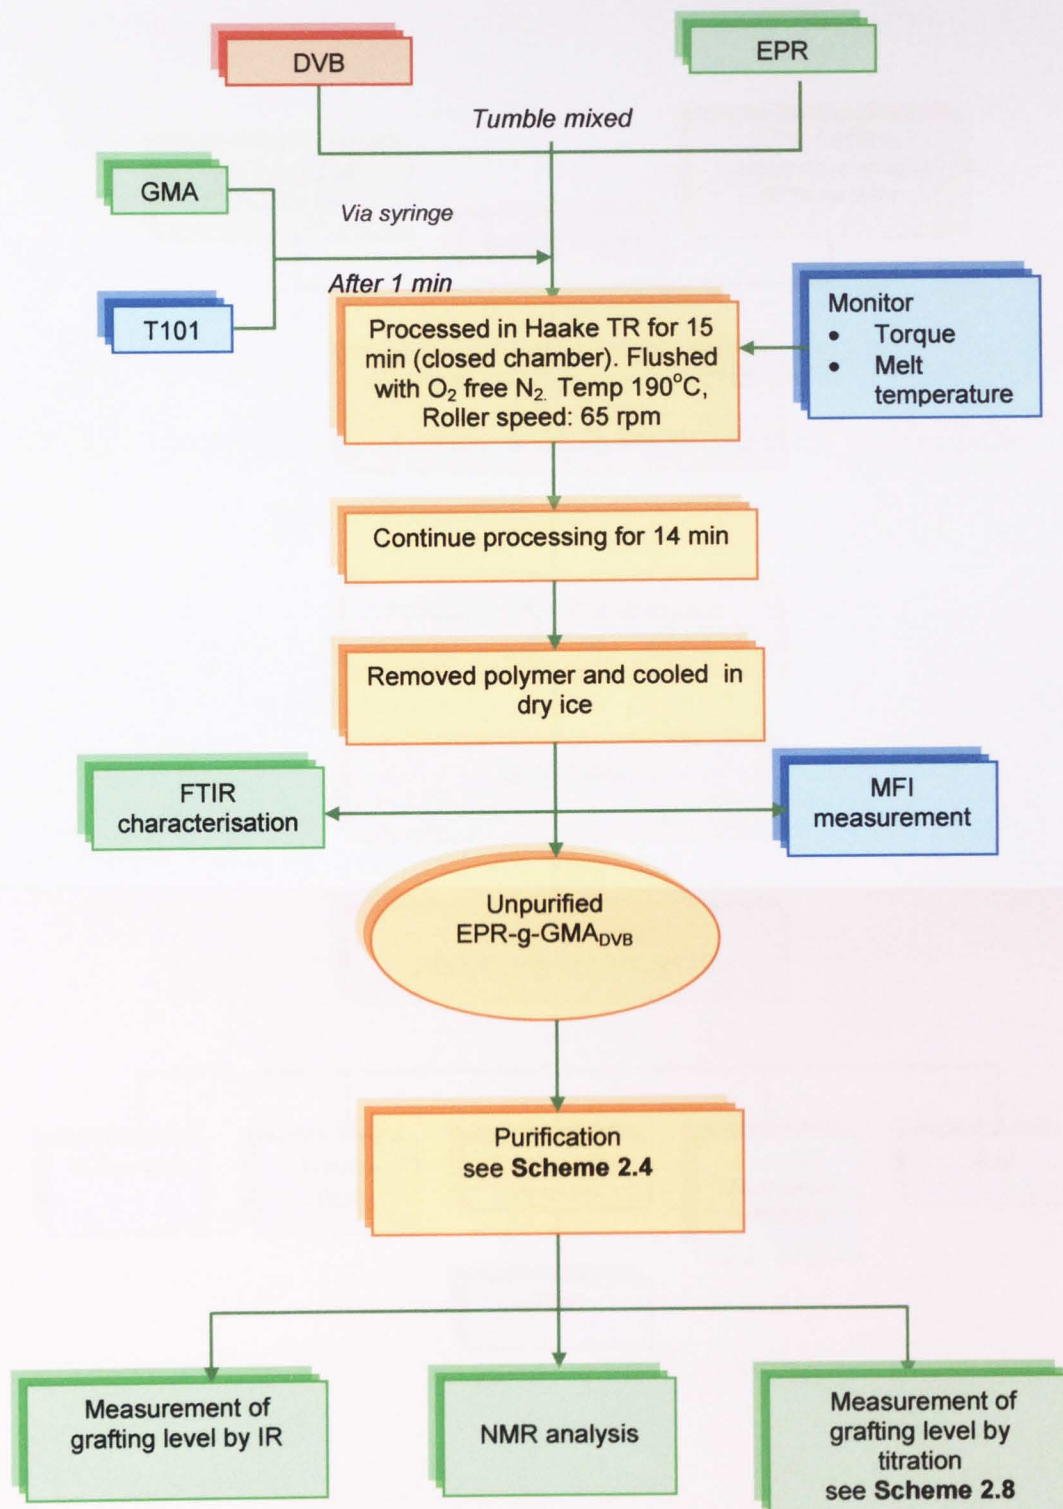 DVB
EPR
Tumble mixed
GMA
Via syringe
After 1 min
T101
Processed in Haake TR for 15
min (closed chamber). Flushed
with O₂ free N₂. Temp 190°C,
Roller speed: 65 rpm
Monitor
• Torque
• Melt
temperature
Continue processing for 14 min
Removed polymer and cooled in
dry ice
FTIR
characterisation
MFI
measurement
Unpurified
EPR-g-GMA_DVB
Purification
see Scheme 2.4
Measurement of
grafting level by IR
NMR analysis
Measurement of
grafting level by
titration
see Scheme 2.8